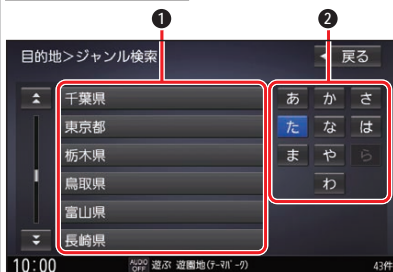 1 2
目的地>ジャンル検索 戻る
千葉県 あ か さ
東京都 た な は
栃木県 ま や ら
鳥取県 わ
富山県
長崎県
10:00 AUDIO OFF 遊ぶ 遊園地(テーマパーク) 43件